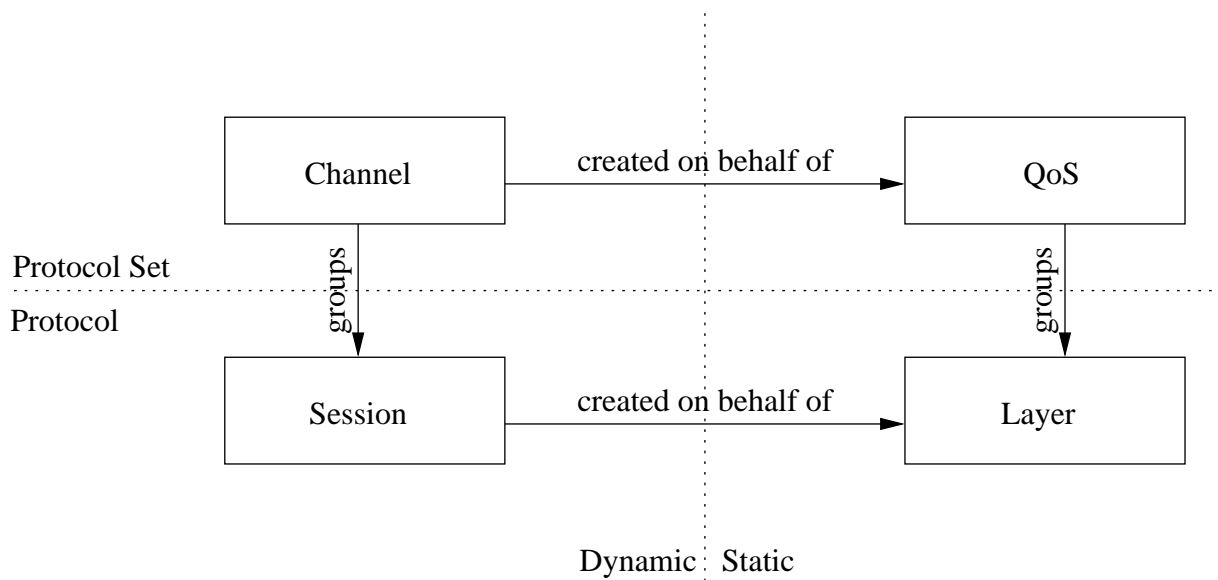 Channel
created on behalf of
QoS
groups
groups
Protocol Set
Protocol
Session
created on behalf of
Layer
Dynamic
Static